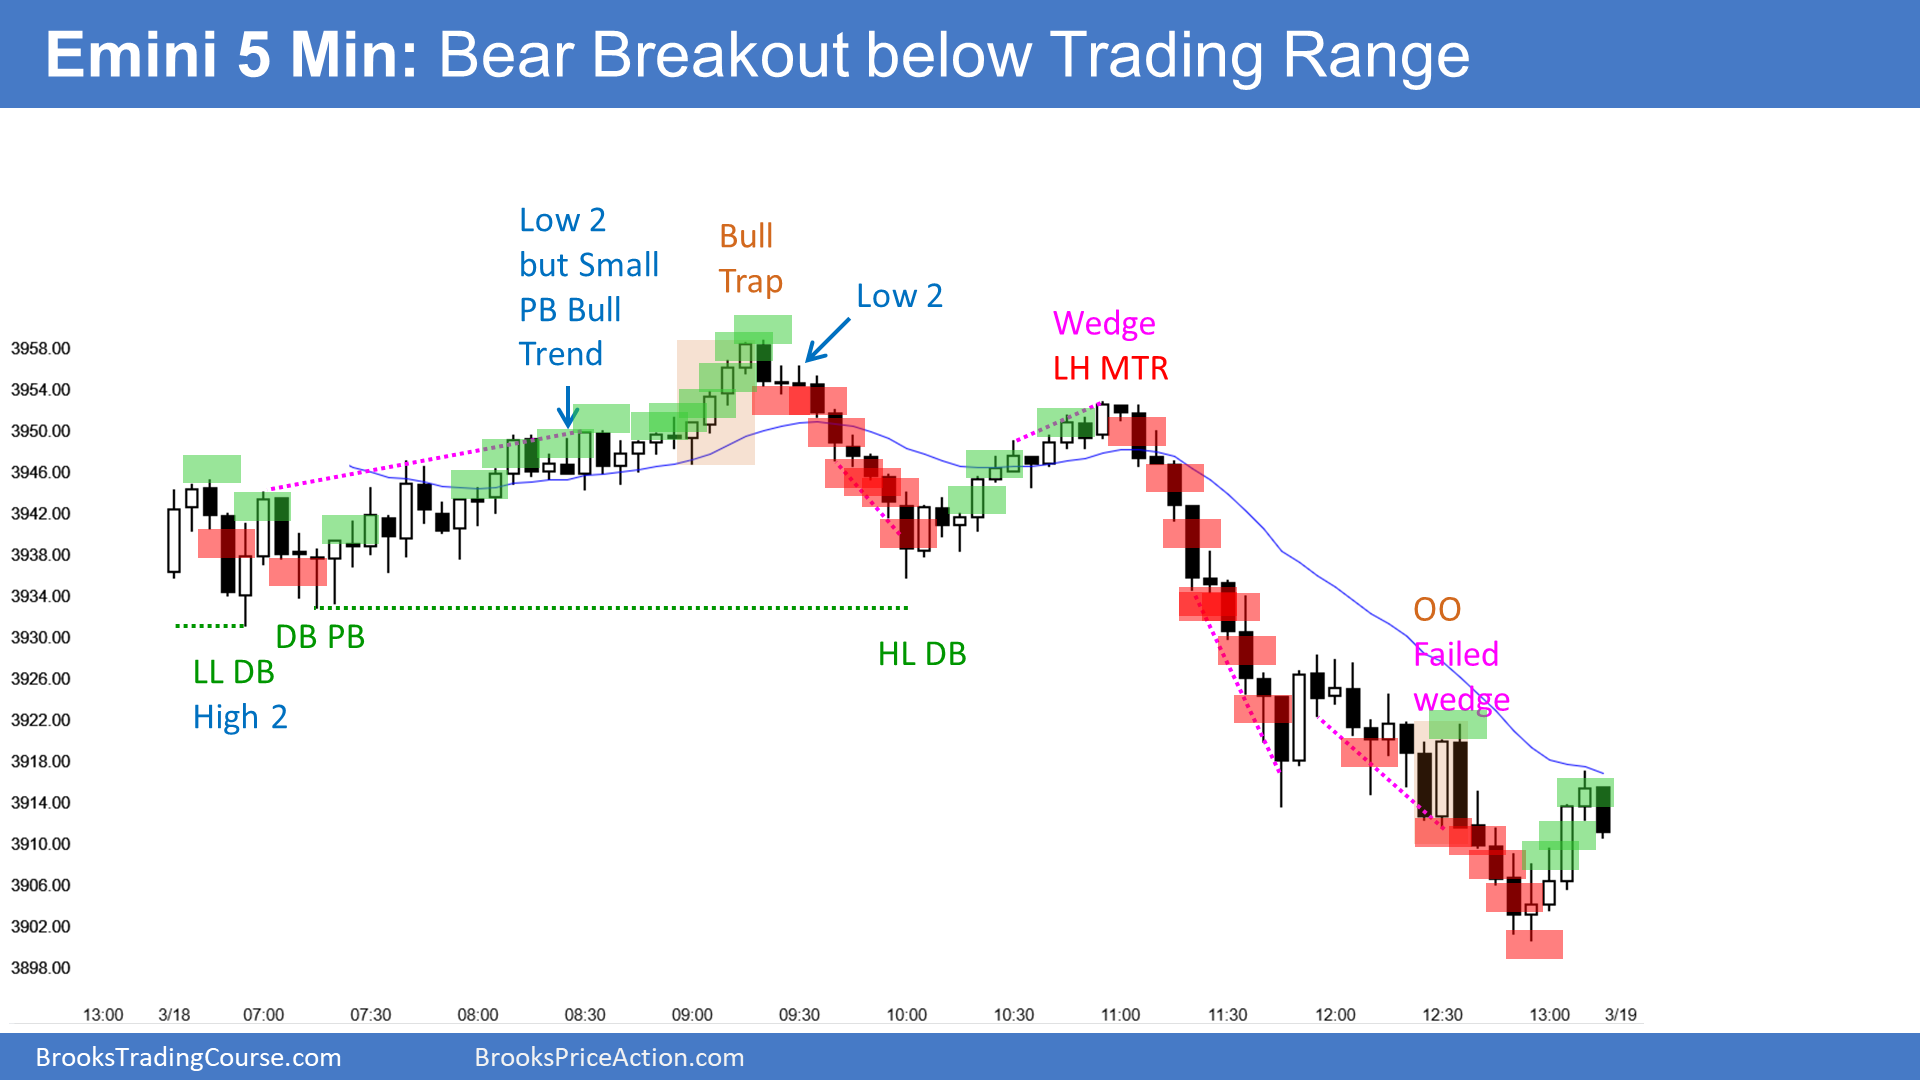 Emini 5 Min: Bear Breakout below Trading Range
Low 2
but Small
PB Bull
Trend
Bull
Trap
Low 2
Wedge
LH MTR
3958.00
3954.00
3950.00
3946.00
3942.00
3938.00
3934.00
3930.00
3926.00
3922.00
3918.00
3914.00
3910.00
3906.00
3902.00
3898.00
DB PB
LL DB
High 2
HL DB
OO
Failed
wedge
13:00 3/18 07:00 07:30 08:00 08:30 09:00 09:30 10:00 10:30 11:00 11:30 12:00 12:30 13:00 3/19
BrooksTradingCourse.com BrooksPriceAction.com